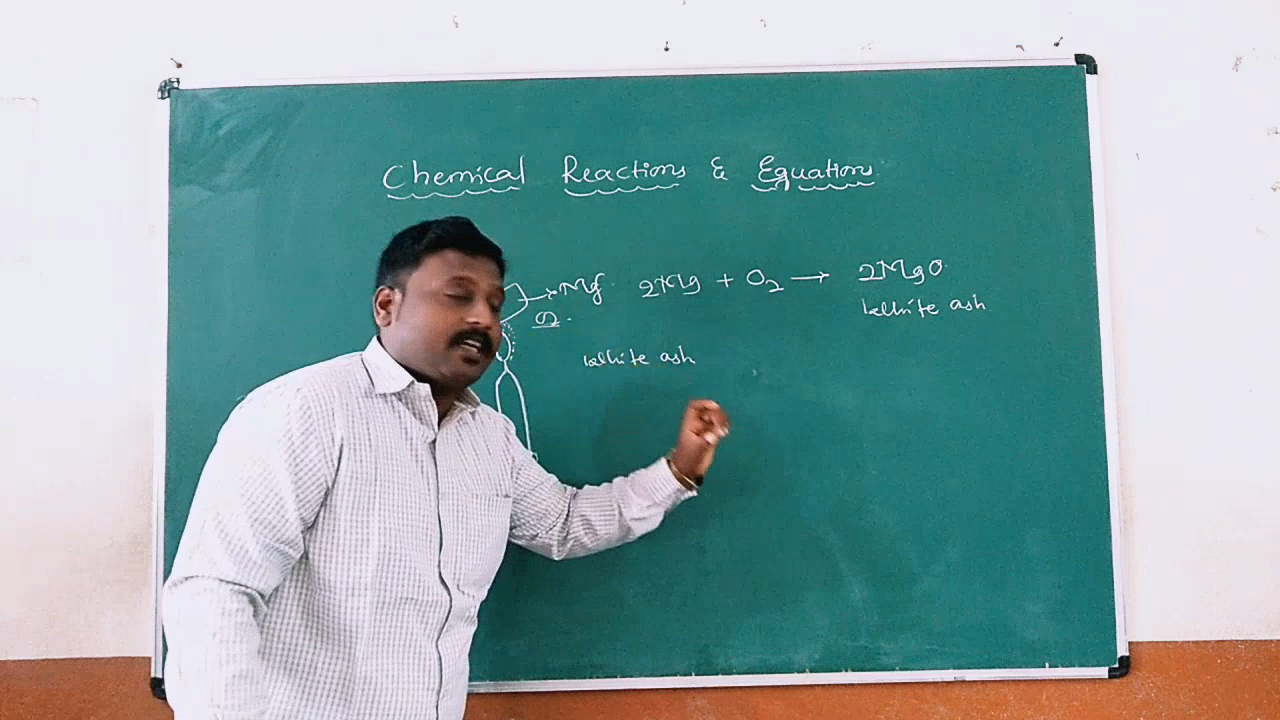 Chemical Reactions & Equations
Mg. 2Mg + O₂ → 2MgO.
O₂.
White ash
White ash